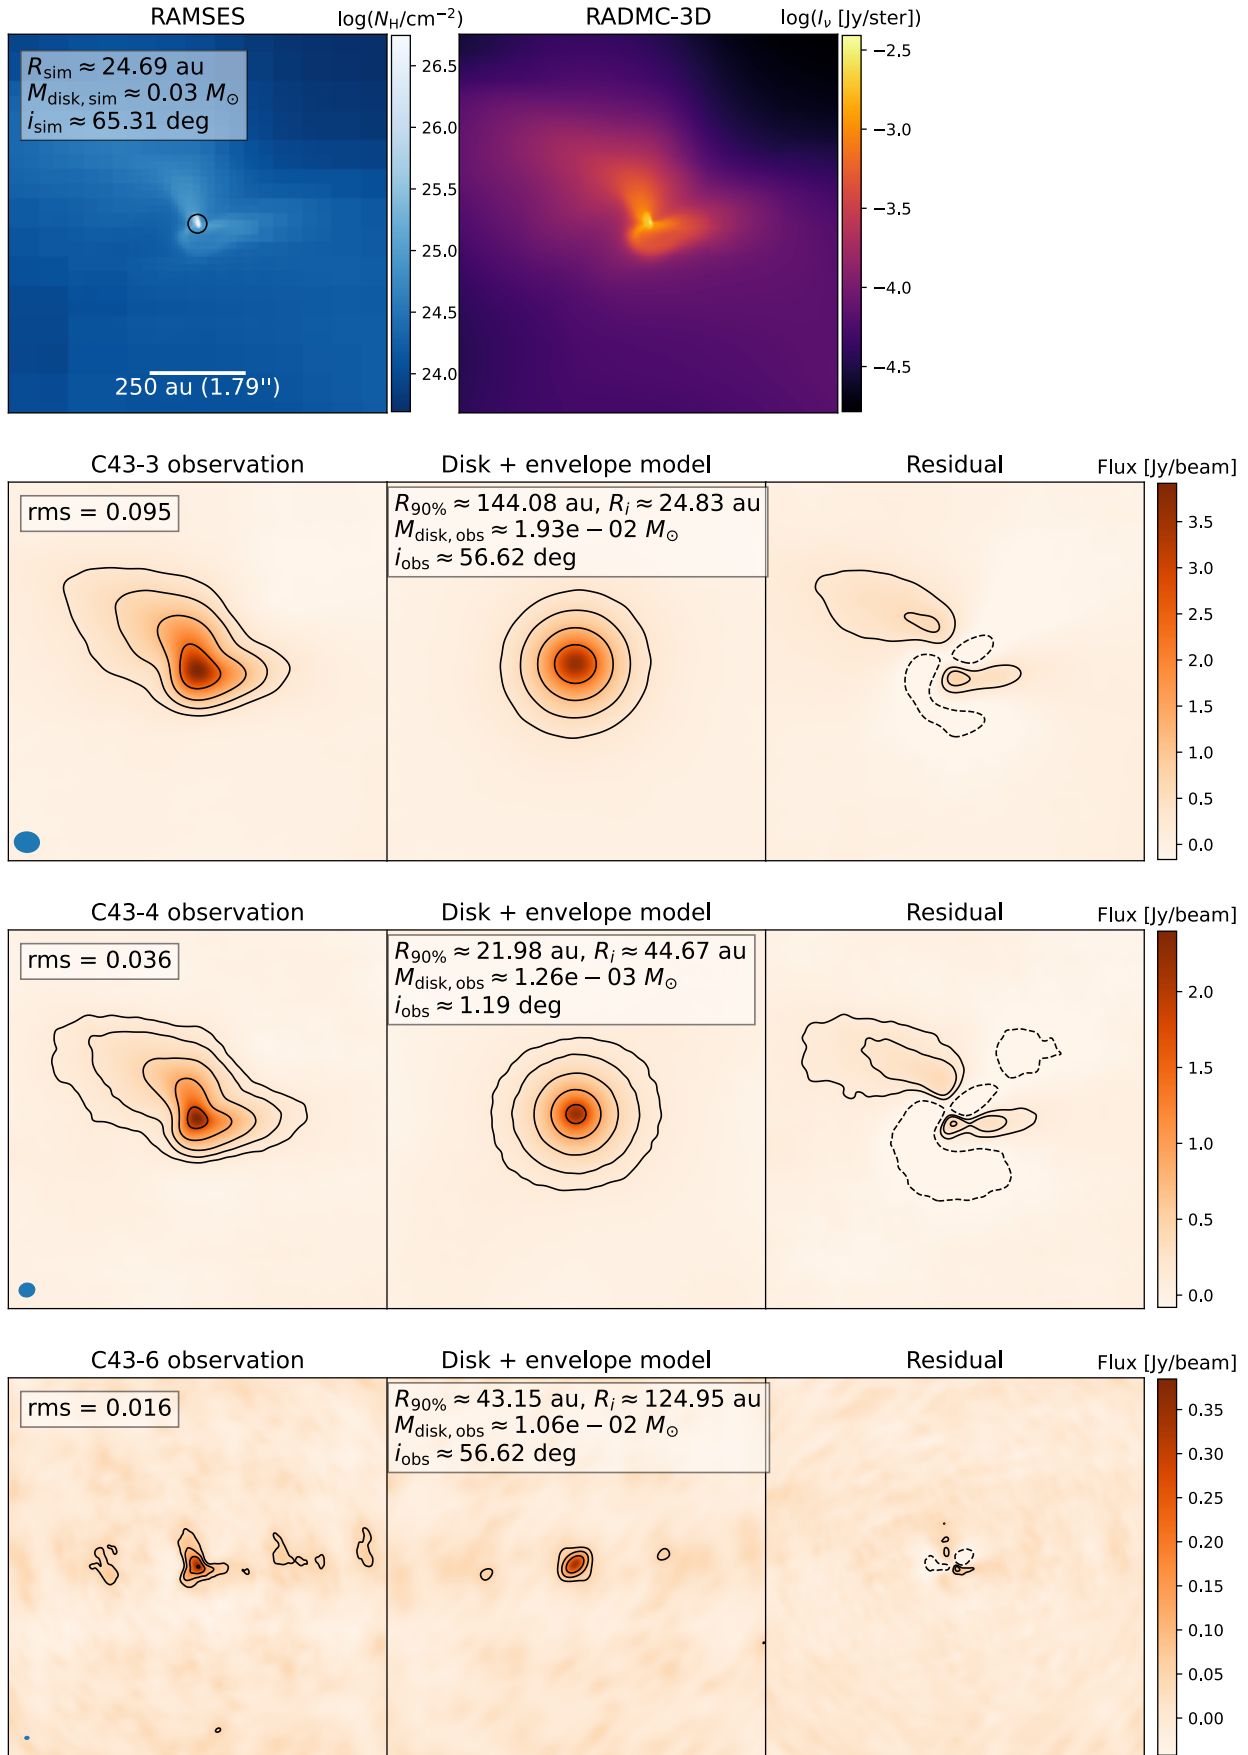 RAMSES
log(N_H/cm⁻²)
RADMC-3D
log(I_ν [Jy/ster])
R_sim ≈ 24.69 au
M_disk, sim ≈ 0.03 M_⊙
i_sim ≈ 65.31 deg
250 au (1.79'')
26.5
26.0
25.5
25.0
24.5
24.0
−2.5
−3.0
−3.5
−4.0
−4.5
C43-3 observation
Disk + envelope model
Residual
Flux [Jy/beam]
rms = 0.095
R_90% ≈ 144.08 au, R_i ≈ 24.83 au
M_disk, obs ≈ 1.93e − 02 M_⊙
i_obs ≈ 56.62 deg
3.5
3.0
2.5
2.0
1.5
1.0
0.5
0.0
C43-4 observation
Disk + envelope model
Residual
Flux [Jy/beam]
rms = 0.036
R_90% ≈ 21.98 au, R_i ≈ 44.67 au
M_disk, obs ≈ 1.26e − 03 M_⊙
i_obs ≈ 1.19 deg
2.0
1.5
1.0
0.5
0.0
C43-6 observation
Disk + envelope model
Residual
Flux [Jy/beam]
rms = 0.016
R_90% ≈ 43.15 au, R_i ≈ 124.95 au
M_disk, obs ≈ 1.06e − 02 M_⊙
i_obs ≈ 56.62 deg
0.35
0.30
0.25
0.20
0.15
0.10
0.05
0.00